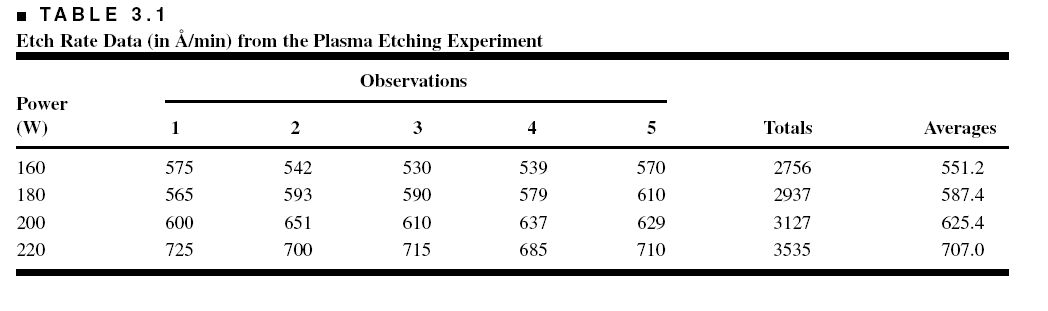 ■ TABLE 3.1
Etch Rate Data (in Å/min) from the Plasma Etching Experiment
Observations
Power
(W) 1 2 3 4 5 Totals Averages
160 575 542 530 539 570 2756 551.2
180 565 593 590 579 610 2937 587.4
200 600 651 610 637 629 3127 625.4
220 725 700 715 685 710 3535 707.0